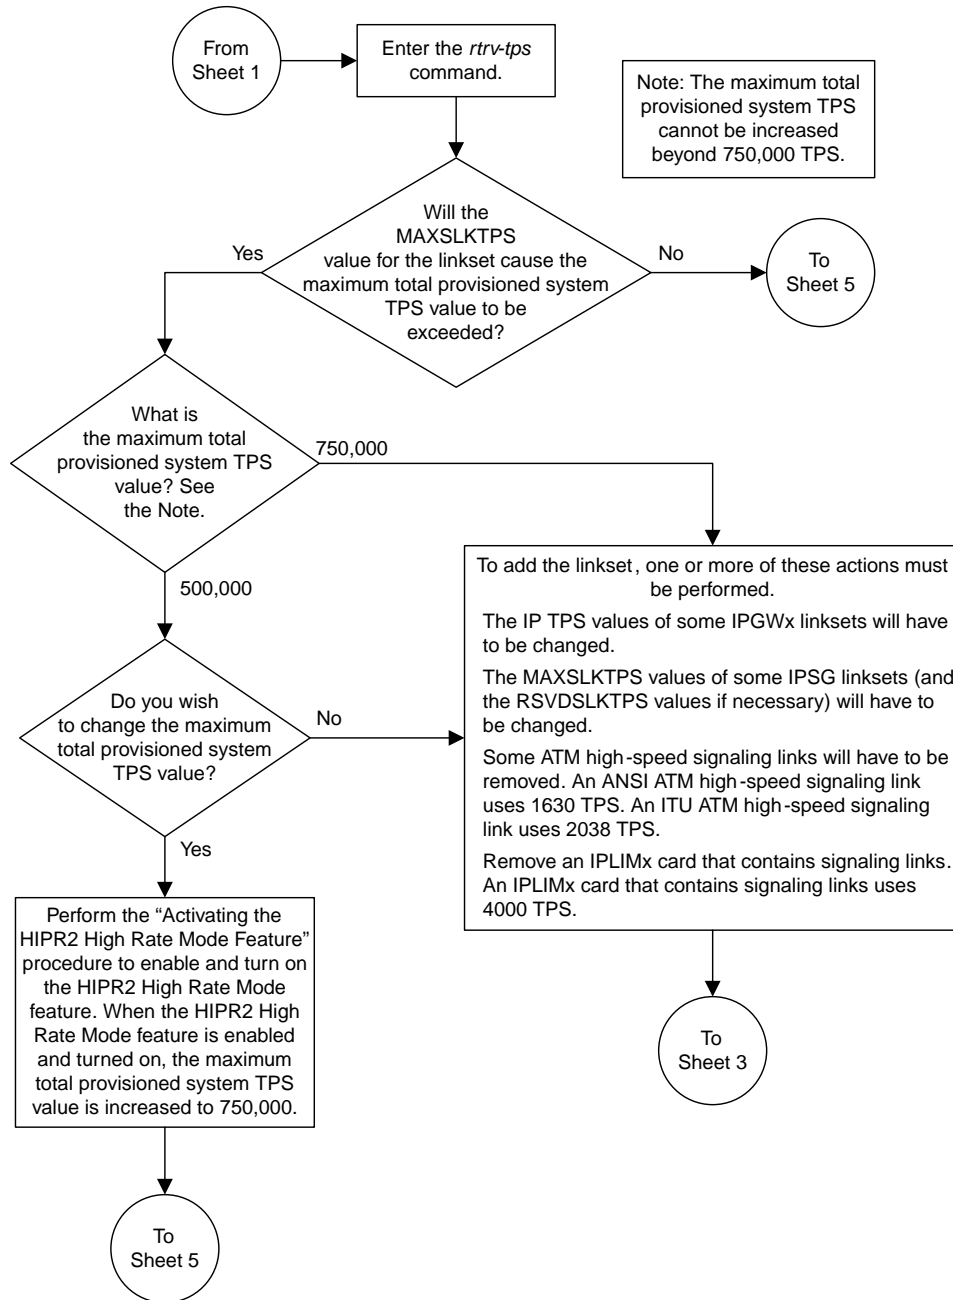 From
Sheet 1
Enter the rtrv-tps
command.
Note: The maximum total
provisioned system TPS
cannot be increased
beyond 750,000 TPS.
Will the
MAXSLKTPS
value for the linkset cause the
maximum total provisioned system
TPS value to be
exceeded?
Yes
No
To
Sheet 5
What is
the maximum total
provisioned system TPS
value? See
the Note.
750,000
500,000
To add the linkset, one or more of these actions must
be performed.
The IP TPS values of some IPGWx linksets will have
to be changed.
The MAXSLKTPS values of some IPSG linksets (and
the RSVDSLKTPS values if necessary) will have to
be changed.
Some ATM high-speed signaling links will have to be
removed. An ANSI ATM high-speed signaling link
uses 1630 TPS. An ITU ATM high-speed signaling
link uses 2038 TPS.
Remove an IPLIMx card that contains signaling links.
An IPLIMx card that contains signaling links uses
4000 TPS.
Do you wish
to change the maximum
total provisioned system
TPS value?
No
Yes
Perform the “Activating the
HIPR2 High Rate Mode Feature”
procedure to enable and turn on
the HIPR2 High Rate Mode
feature. When the HIPR2 High
Rate Mode feature is enabled
and turned on, the maximum
total provisioned system TPS
value is increased to 750,000.
To
Sheet 3
To
Sheet 5